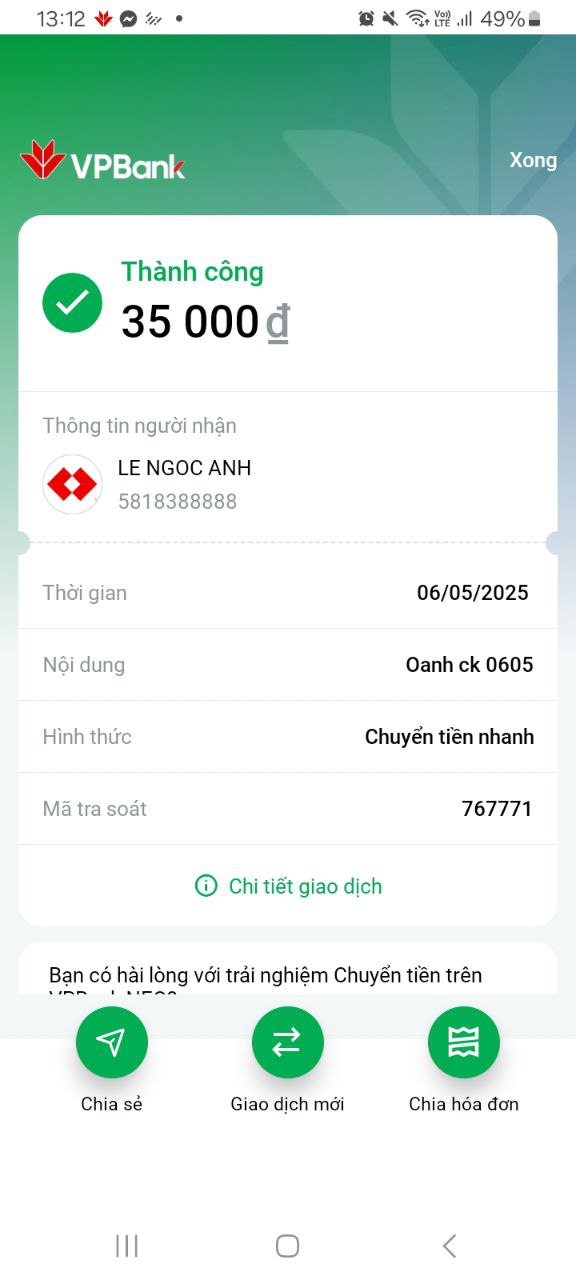 13:12
Vo))
LTE
49%
VPBank
Xong
Thành công
35 000 đ
Thông tin người nhận
LE NGOC ANH
5818388888
Thời gian 06/05/2025
Nội dung Oanh ck 0605
Hình thức Chuyển tiền nhanh
Mã tra soát 767771
Chi tiết giao dịch
Bạn có hài lòng với trải nghiệm Chuyển tiền trên
Chia sẻ
Giao dịch mới
Chia hóa đơn